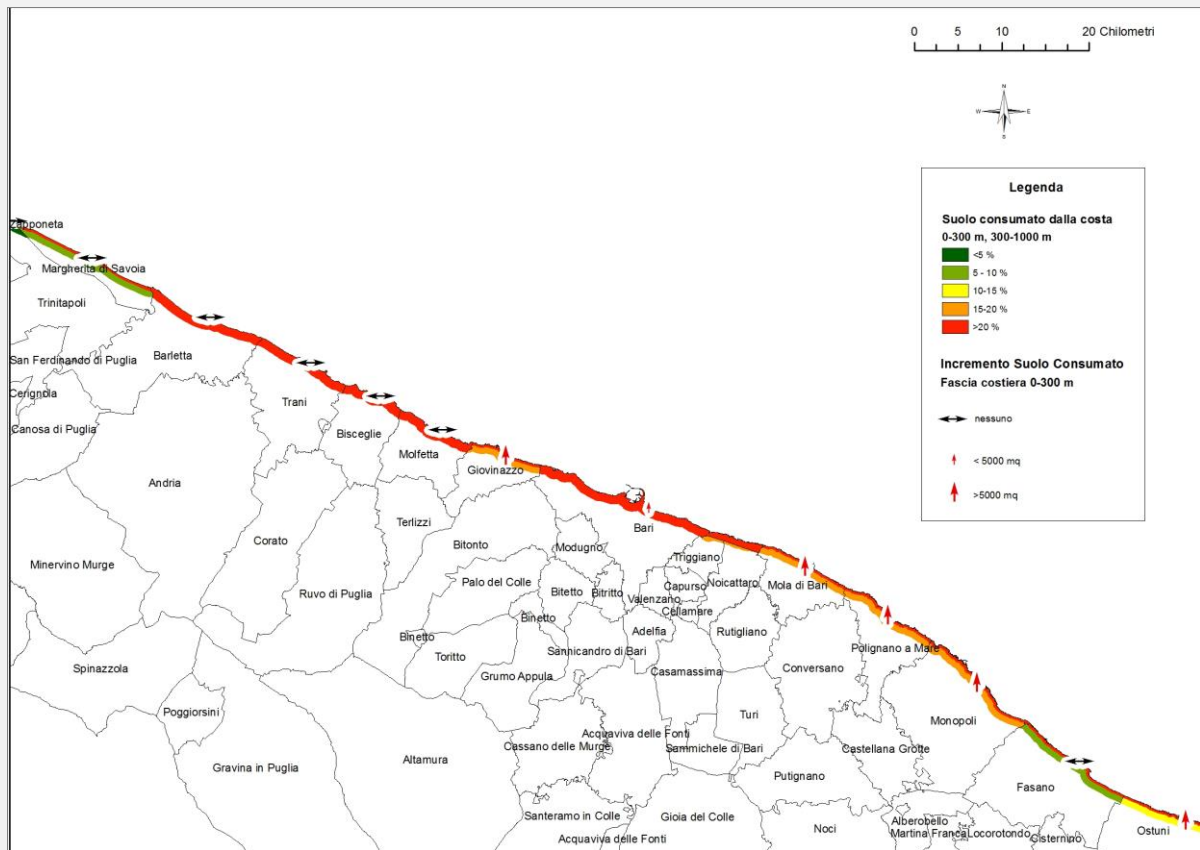 0 5 10 20 Chilometri
N
W E
S
Legenda
Suolo consumato dalla costa
0-300 m, 300-1000 m
<5 %
5 - 10 %
10-15 %
15-20 %
>20 %
Incremento Suolo Consumato
Fascia costiera 0-300 m
nessuno
< 5000 mq
>5000 mq
Zapponeta
Margherita di Savoia
Trinitapoli
San Ferdinando di Puglia
Barletta
Cerignola
Trani
Canosa di Puglia
Bisceglie
Molfetta
Giovinazzo
Andria
Terlizzi
Bari
Corato
Bitonto
Modugno
Triggiano
Minervino Murge
Ruvo di Puglia
Palo del Colle
Bitetto
Bitritto
Valenzano
Capurso
Noicattaro
Mola di Bari
Cellamare
Binetto
Binetto
Adelfia
Rutigliano
Toritto
Sannicandro di Bari
Polignano a Mare
Spinazzola
Grumo Appula
Casamassima
Conversano
Poggiorsini
Turi
Monopoli
Acquaviva delle Fonti
Cassano delle Murge
Sammichele di Bari
Castellana Grotte
Altamura
Gravina in Puglia
Putignano
Fasano
Santeramo in Colle
Gioia del Colle
Noci
Alberobello
Martina Franca
Locorotondo
Cisternino
Ostuni
Acquaviva delle Fonti